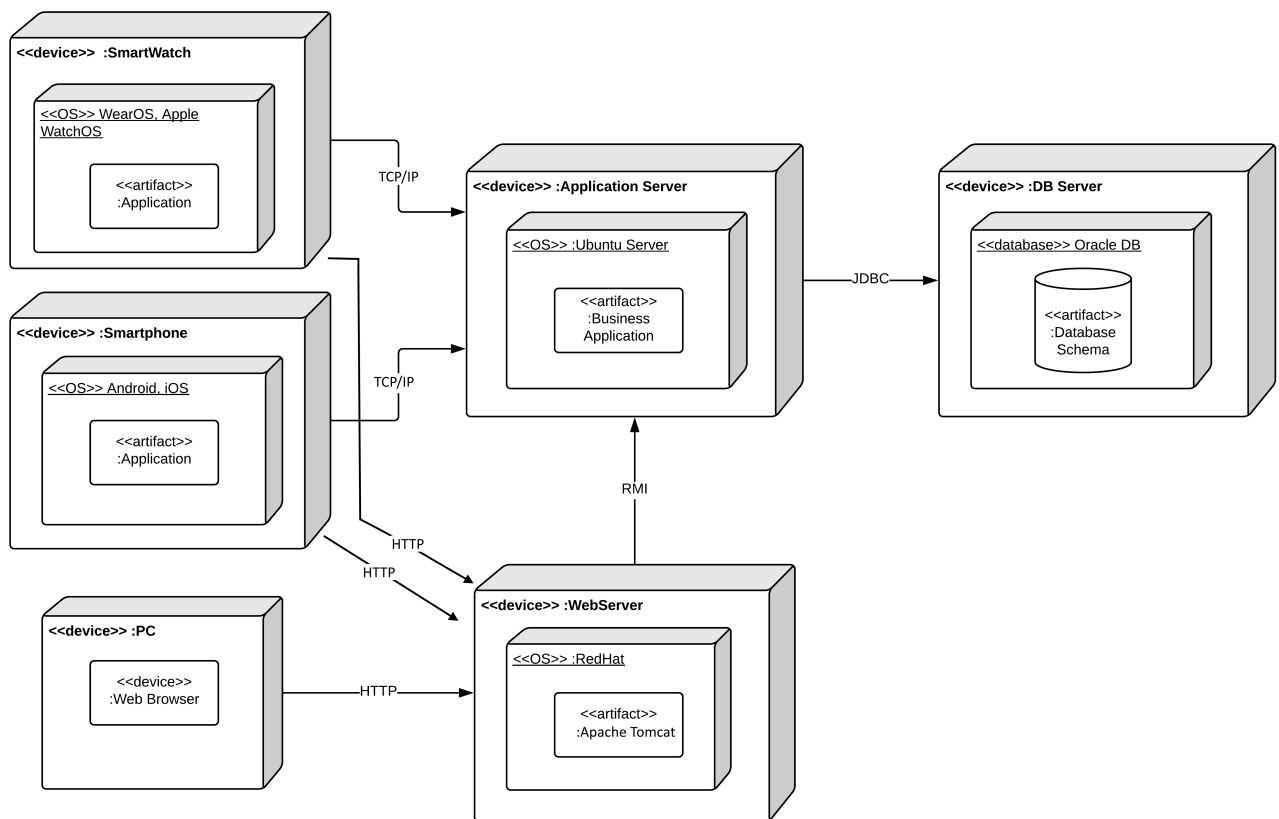 <<device>>  :SmartWatch
<<OS>> WearOS, Apple
WatchOS
<<artifact>>
:Application
TCP/IP
<<device>> :Application Server
<<OS>> :Ubuntu Server
<<artifact>>
:Business
Application
JDBC
<<device>> :DB Server
<<database>> Oracle DB
<<artifact>>
:Database
Schema
<<device>> :Smartphone
<<OS>> Android, iOS
<<artifact>>
:Application
TCP/IP
RMI
HTTP
HTTP
<<device>> :PC
<<device>>
:Web Browser
HTTP
<<device>> :WebServer
<<OS>> :RedHat
<<artifact>>
:Apache Tomcat